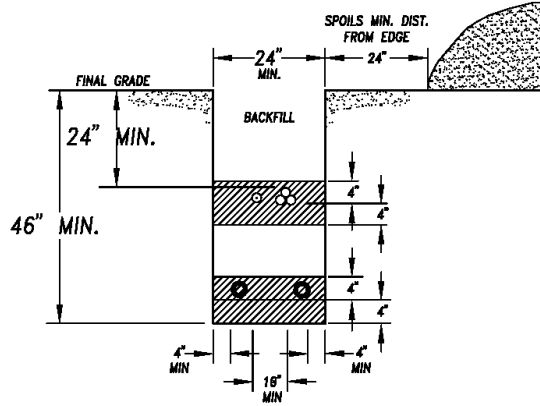 SPOILS MIN. DIST.
FROM EDGE
24"
MIN.
24"
FINAL GRADE
BACKFILL
24" MIN.
46" MIN.
4"
4"
4"
4"
4"
MIN
4"
MIN
MIN